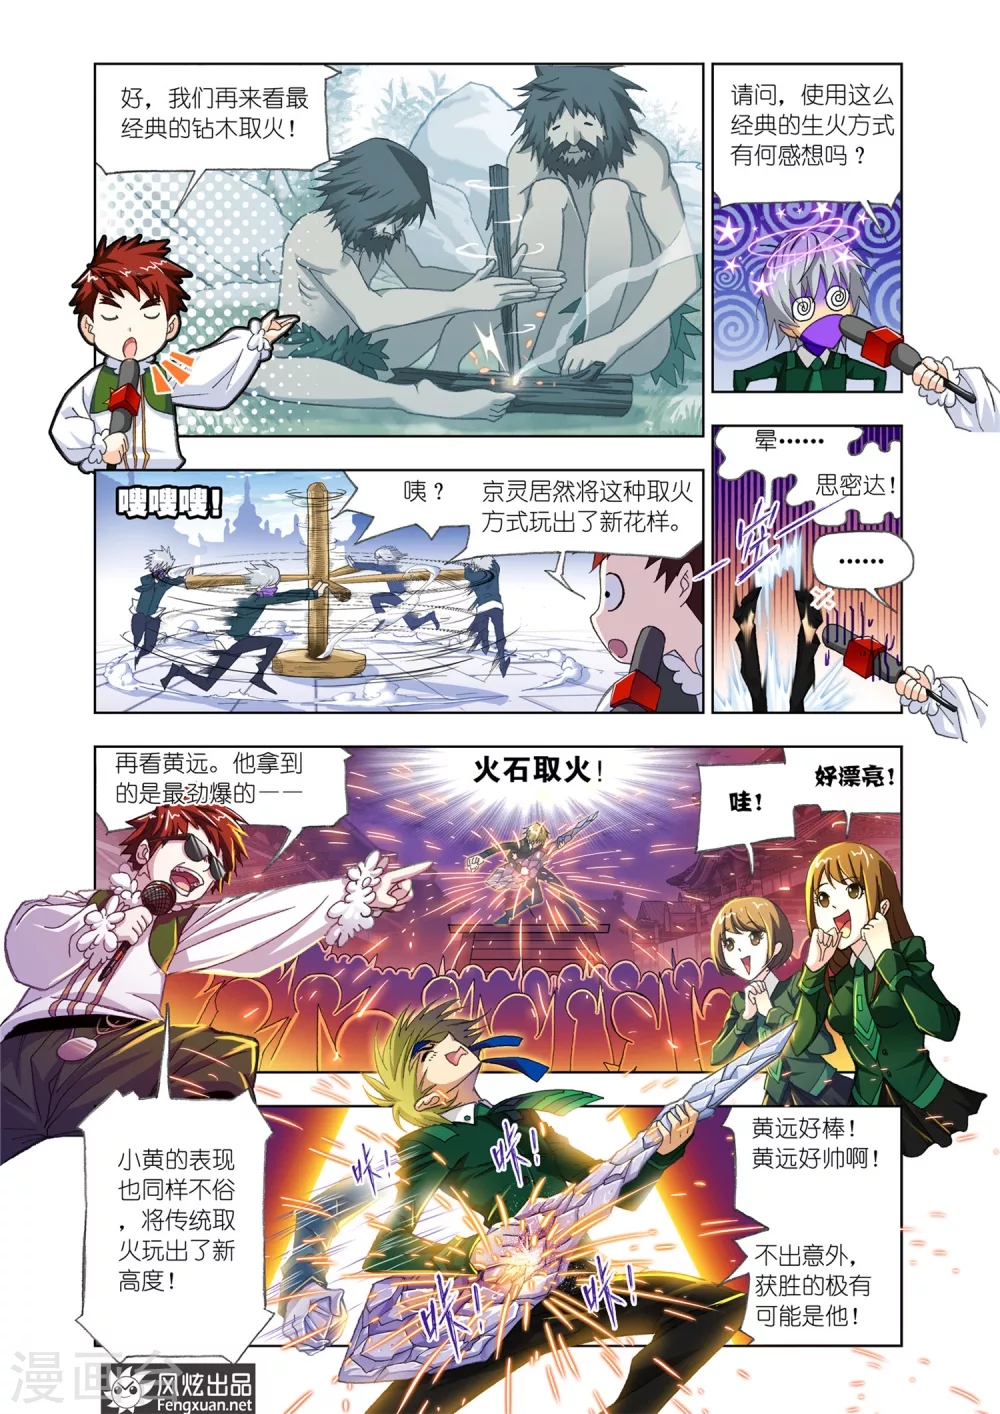 好，我们再来看最
经典的钻木取火！
请问，使用这么
经典的生火方式
有何感想吗？
嗖嗖嗖！
咦？
京灵居然将这种取火
方式玩出了新花样。
晕……
思密达！
……
再看黄远。他拿到
的是最劲爆的——
火石取火！
哇！
好漂亮！
小黄的表现
也同样不俗
，将传统取
火玩出了新
高度！
咔！
咔！
咔！
咔！
黄远好棒！
黄远好帅啊！
不出意外，
获胜的极有
可能是他！
漫画台
风炫出品
Fengxuan.net